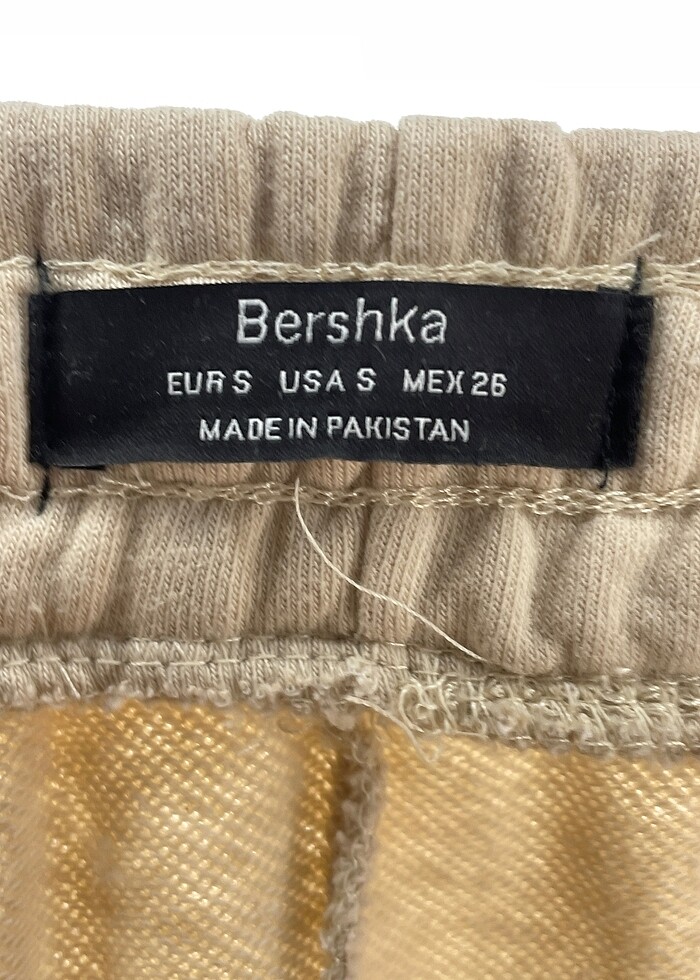 Bershka
EUR S USA S MEX 26
MADE IN PAKISTAN